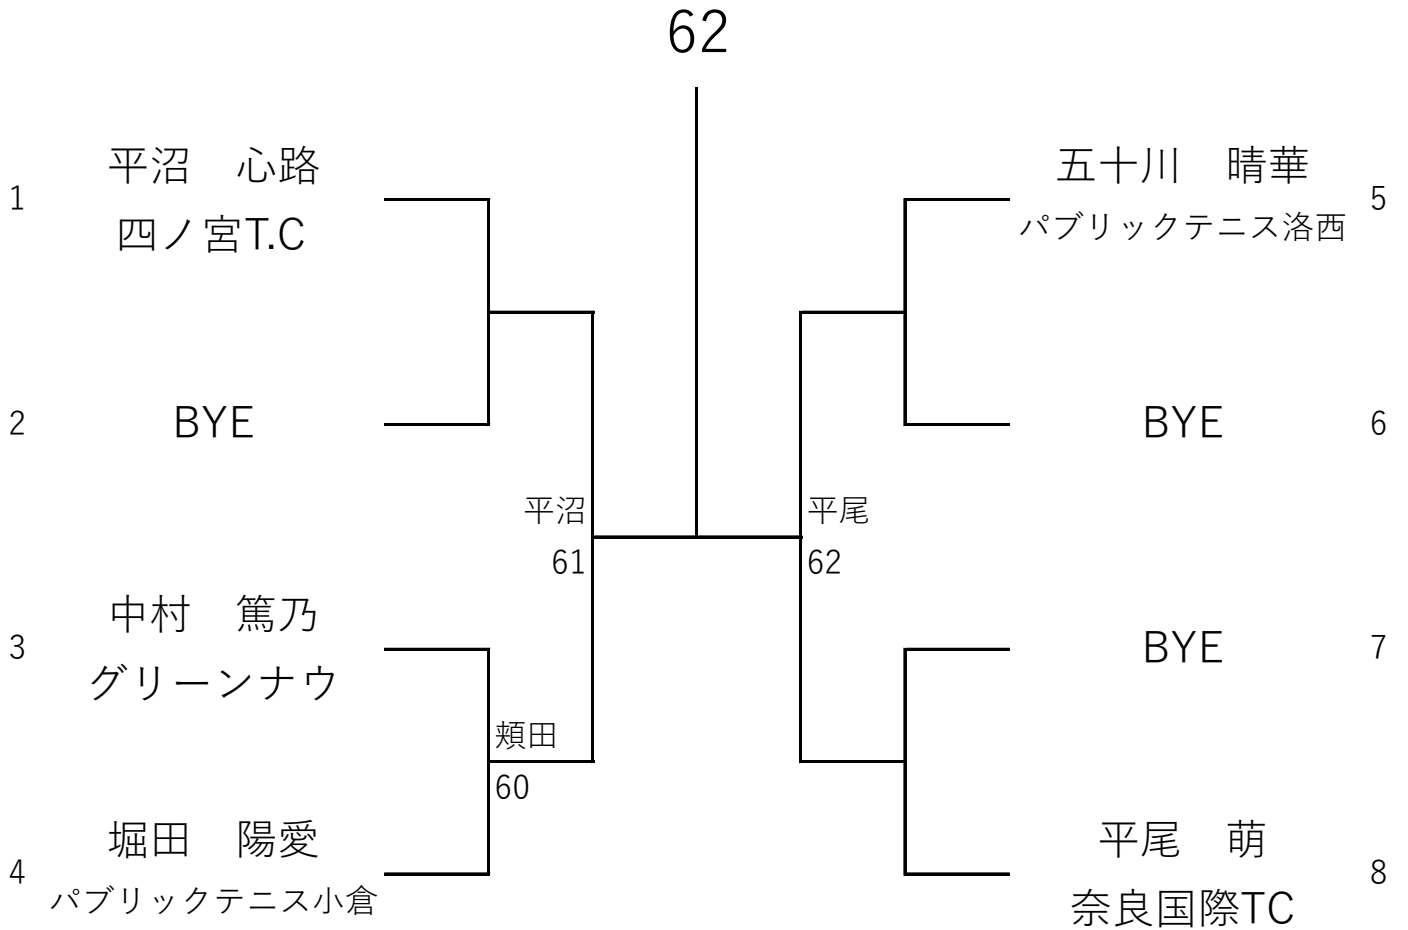 62
1
平沼　心路
四ノ宮T.C
2
BYE
3
中村　篤乃
グリーンナウ
4
堀田　陽愛
パブリックテニス小倉
平沼
61
頬田
60
平尾
62
五十川　晴華
パブリックテニス洛西
5
BYE
6
BYE
7
平尾　萌
奈良国際TC
8